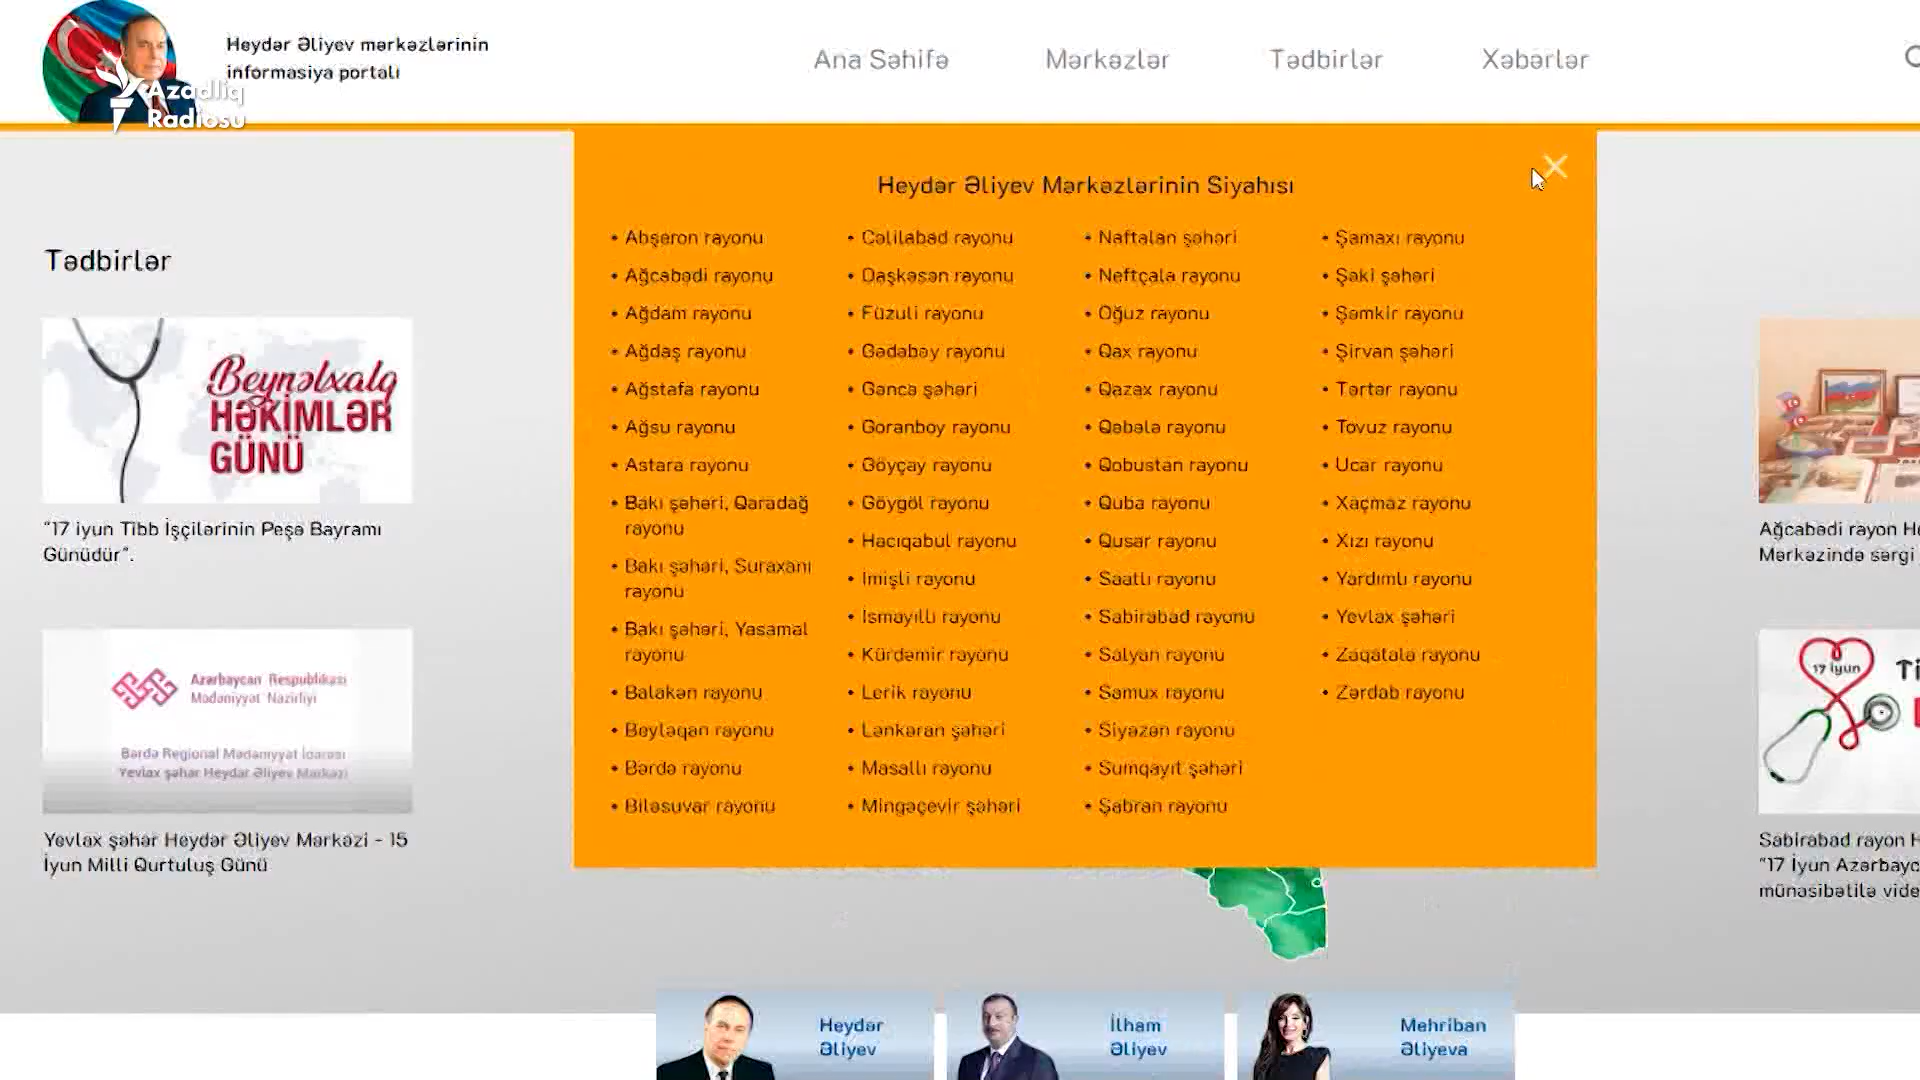 Heydər Əliyev mərkəzlərinin
informasiya portalı
Azadlıq
Radiosu
Ana Səhifə
Mərkəzlər
Tədbirlər
Xəbərlər
Tədbirlər
Beynəlxalq
HƏKİMLƏR
GÜNÜ
"17 iyun Tibb İşçilərinin Peşə Bayramı
Günüdür".
Azərbaycan Respublikası
Mədəniyyət Nazirliyi
Bərdə Regional Mədəniyyət İdarəsi
Yevlax şəhər Heydər Əliyev Mərkəzi
Yevlax şəhər Heydər Əliyev Mərkəzi - 15
İyun Milli Qurtuluş Günü
Heydər Əliyev Mərkəzlərinin Siyahısı
• Abşeron rayonu
• Ağcabədi rayonu
• Ağdam rayonu
• Ağdaş rayonu
• Ağstafa rayonu
• Ağsu rayonu
• Astara rayonu
• Bakı şəhəri, Qaradağ
rayonu
• Bakı şəhəri, Suraxanı
rayonu
• Bakı şəhəri, Yasamal
rayonu
• Balakən rayonu
• Beyləqan rayonu
• Bərdə rayonu
• Biləsuvar rayonu
• Cəlilabad rayonu
• Daşkəsən rayonu
• Füzuli rayonu
• Gədəbəy rayonu
• Gəncə şəhəri
• Goranboy rayonu
• Göyçay rayonu
• Göygöl rayonu
• Hacıqabul rayonu
• İmişli rayonu
• İsmayıllı rayonu
• Kürdəmir rayonu
• Lerik rayonu
• Lənkəran şəhəri
• Masallı rayonu
• Mingəçevir şəhəri
• Naftalan şəhəri
• Neftçala rayonu
• Oğuz rayonu
• Qax rayonu
• Qazax rayonu
• Qəbələ rayonu
• Qobustan rayonu
• Quba rayonu
• Qusar rayonu
• Saatlı rayonu
• Sabirabad rayonu
• Salyan rayonu
• Samux rayonu
• Siyəzən rayonu
• Sumqayıt şəhəri
• Şabran rayonu
• Şamaxı rayonu
• Şəki şəhəri
• Şəmkir rayonu
• Şirvan şəhəri
• Tərtər rayonu
• Tovuz rayonu
• Ucar rayonu
• Xaçmaz rayonu
• Xızı rayonu
• Yardımlı rayonu
• Yevlax şəhəri
• Zaqatala rayonu
• Zərdab rayonu
Ağcabədi rayon He
Mərkəzində sərgi
17 iyun
Ti
Sabirabad rayon H
"17 İyun Azərbayc
münasibətilə vide
Heydər
Əliyev
İlham
Əliyev
Mehriban
Əliyeva